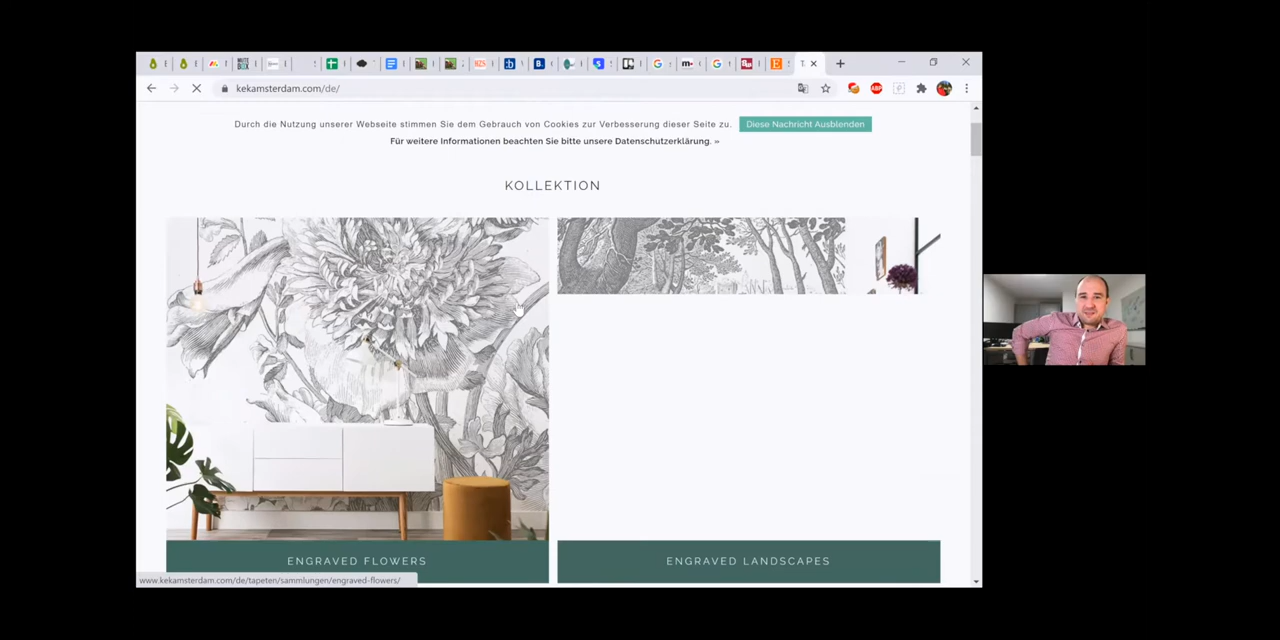 kekamsterdam.com/de/
Durch die Nutzung unserer Webseite stimmen Sie dem Gebrauch von Cookies zur Verbesserung dieser Seite zu.
Diese Nachricht Ausblenden
Für weitere Informationen beachten Sie bitte unsere Datenschutzerklärung. »
KOLLEKTION
ENGRAVED FLOWERS
ENGRAVED LANDSCAPES
www.kekamsterdam.com/de/tapeten/sammlungen/engraved-flowers/